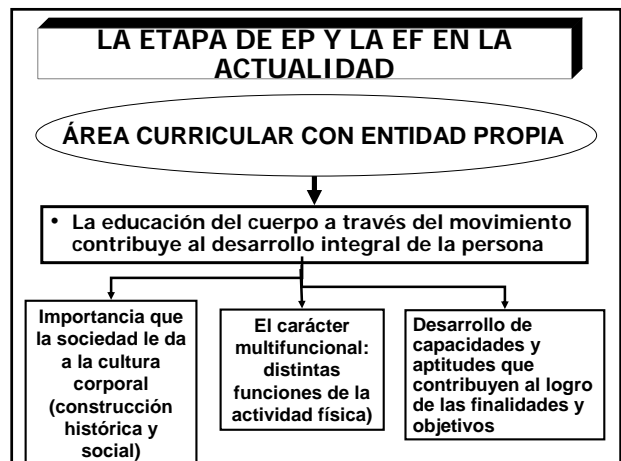 LA ETAPA DE EP Y LA EF EN LA
ACTUALIDAD
ÁREA CURRICULAR CON ENTIDAD PROPIA
• La educación del cuerpo a través del movimiento
contribuye al desarrollo integral de la persona
Importancia que
la sociedad le da
a la cultura
corporal
(construcción
histórica y
social)
El carácter
multifuncional:
distintas
funciones de la
actividad física)
Desarrollo de
capacidades y
aptitudes que
contribuyen al logro
de las finalidades y
objetivos